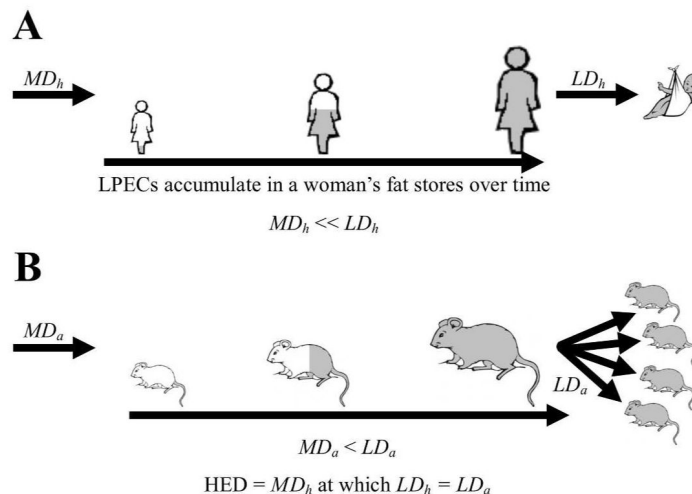 A
MDₕ
LDₕ
LPECs accumulate in a woman's fat stores over time
MDₕ << LDₕ
B
MDₐ
LDₐ
MDₐ < LDₐ
HED = MDₕ at which LDₕ = LDₐ